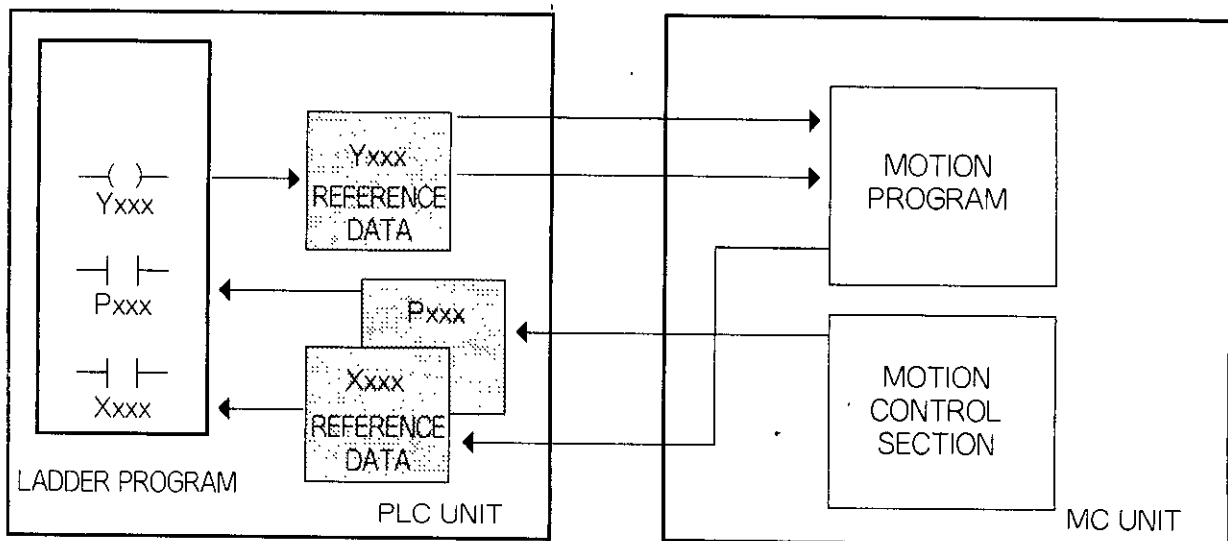 Yxxx
Pxxx
Xxxx
LADDER PROGRAM
Yxxx
REFERENCE
DATA
Pxxx
Xxxx
REFERENCE
DATA
PLC UNIT
MOTION
PROGRAM
MOTION
CONTROL
SECTION
MC UNIT